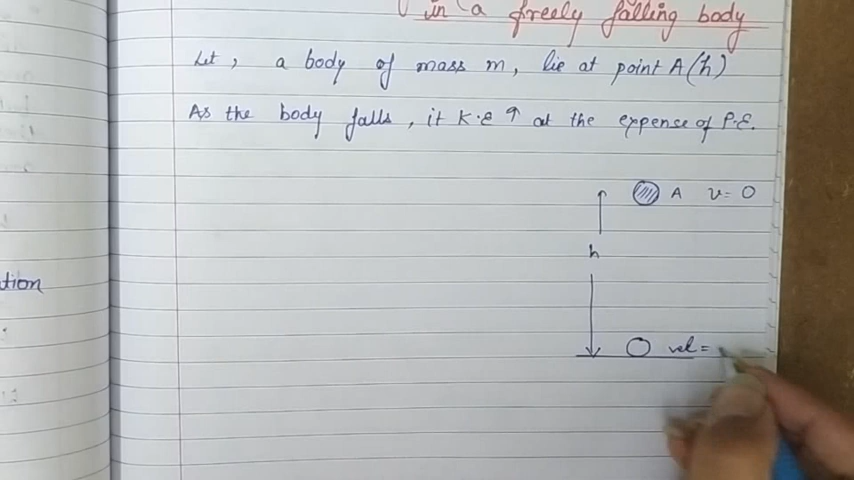 in a freely falling body
Let, a body of mass m, lie at point A(h)
As the body falls, it K.E ↑ at the expense of P.E.
A v = 0
h
tion
vel =